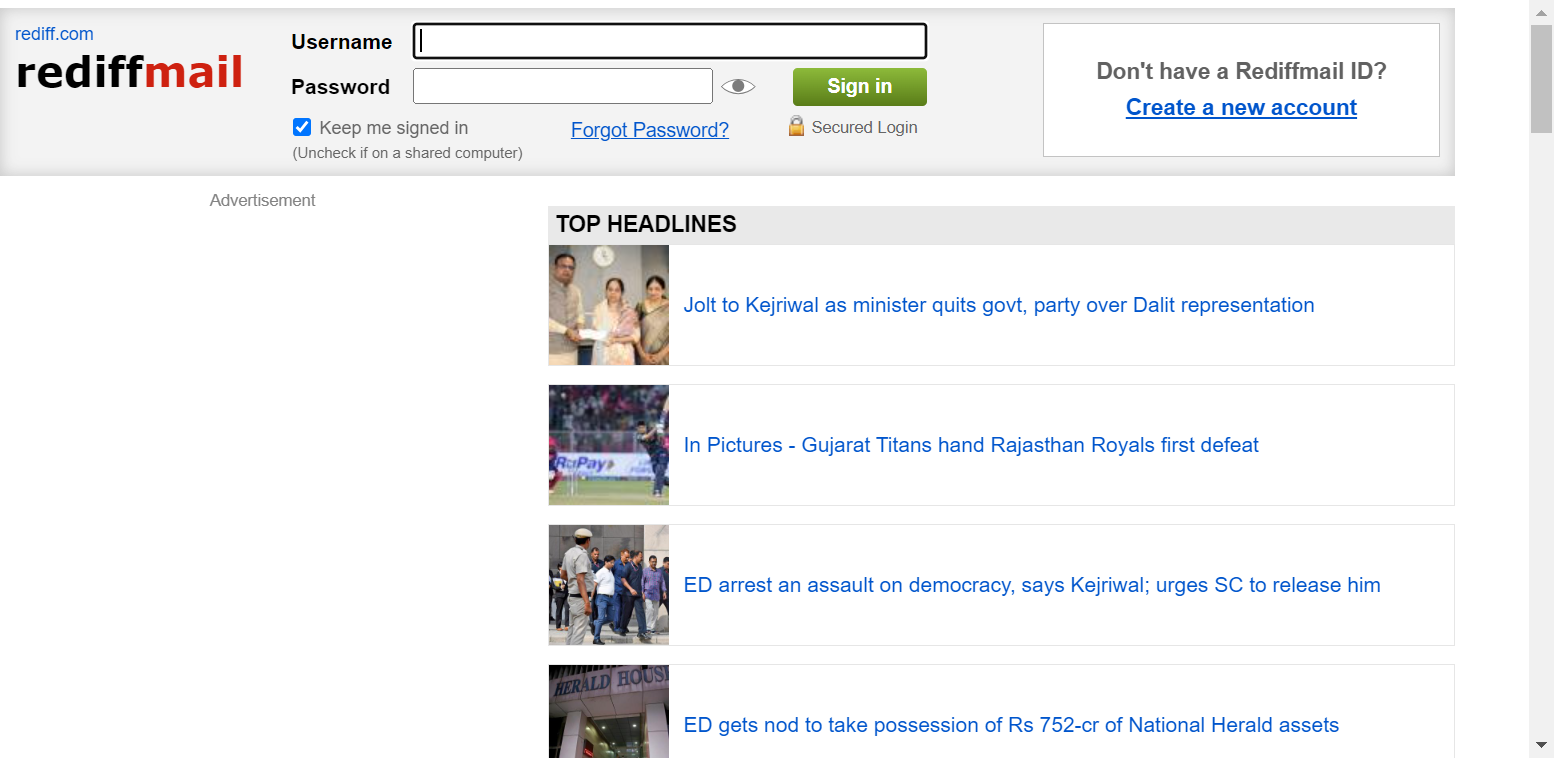 rediff.com
rediffmail
Username
Password
Sign in
Keep me signed in
(Uncheck if on a shared computer)
Forgot Password?
Secured Login
Don't have a Rediffmail ID?
Create a new account
Advertisement
TOP HEADLINES
Jolt to Kejriwal as minister quits govt, party over Dalit representation
RuPay
In Pictures - Gujarat Titans hand Rajasthan Royals first defeat
ED arrest an assault on democracy, says Kejriwal; urges SC to release him
HERALD HOUSE
ED gets nod to take possession of Rs 752-cr of National Herald assets